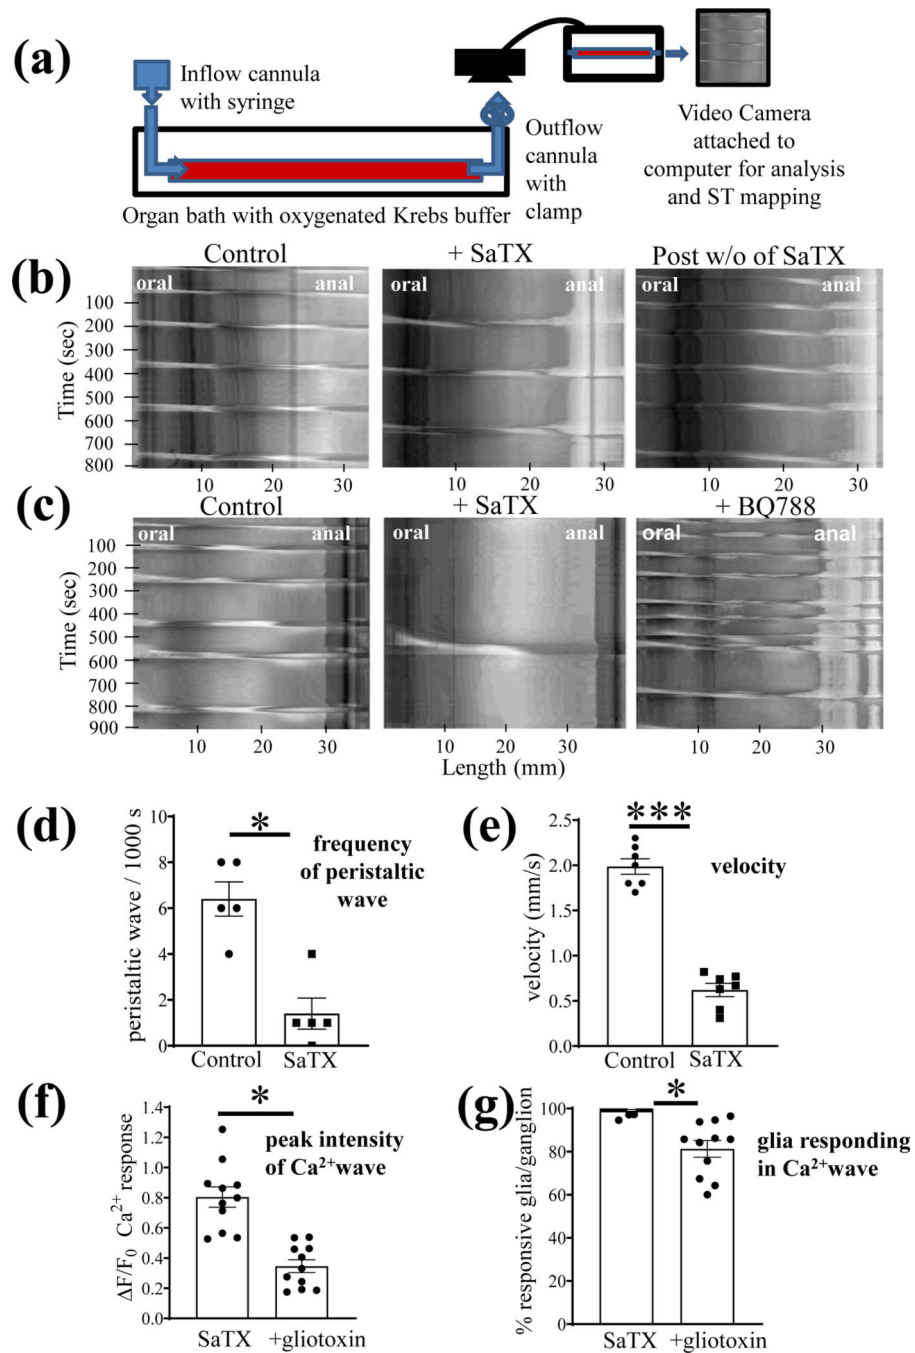 (a)
Inflow cannula
with syringe
Outflow
cannula
with
clamp
Organ bath with oxygenated Krebs buffer
Video Camera
attached to
computer for analysis
and ST mapping
(b)
Control
+ SaTX
Post w/o of SaTX
oral
anal
oral
anal
oral
anal
Time (sec)
100
200
300
400
500
600
700
800
10
20
30
10
20
30
10
20
30
(c)
Control
+ SaTX
+ BQ788
oral
anal
oral
anal
oral
anal
Time (sec)
100
200
300
400
500
600
700
800
900
10
20
30
10
20
30
10
20
30
Length (mm)
(d)
*
frequency
of peristaltic
wave
peristaltic wave / 1000 s
10
8
6
4
2
0
Control
SaTX
(e)
***
velocity
velocity (mm/s)
2.5
2.0
1.5
1.0
0.5
0.0
Control
SaTX
(f)
*
peak intensity
of Ca²⁺wave
ΔF/F₀ Ca²⁺ response
1.4
1.2
1.0
0.8
0.6
0.4
0.2
0.0
SaTX
+gliotoxin
(g)
*
glia responding
in Ca²⁺wave
% responsive glia/ganglion
100
80
60
40
20
0
SaTX
+gliotoxin